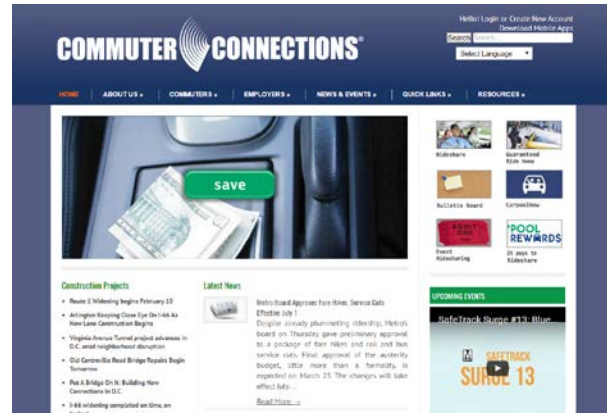 Hello! Login or Create New Account
Download Mobile Apps
Search Search...
Select Language
COMMUTER CONNECTIONS®
HOME ABOUT US » COMMUTERS » EMPLOYERS » NEWS & EVENTS » QUICK LINKS » RESOURCES »
save
Rideshare
Guaranteed
Ride Home
Bulletin Board
CarpoolNow
ADMIT
ONE
Event
Ridesharing
'POOL
REWARDS
It pays to
Rideshare
Construction Projects
Route 1 Widening begins February 10
Arlington Keeping Close Eye On I-66 As
New Lane Construction Begins
Virginia Avenue Tunnel project advances in
D.C. amid neighborhood disruption
Old Centreville Road Bridge Repairs Begin
Tomorrow
Put A Bridge On It: Building New
Connections In D.C.
I-66 widening completed on time, on
Latest News
Metro Board Approves Fare Hikes, Service Cuts
Effective July 1
Despite already plummeting ridership, Metro's
board on Thursday gave preliminary approval
to a package of fare hikes and rail and bus
service cuts. Final approval of the austerity
budget, little more than a formality, is
expected on March 23. The changes will take
effect July...
Read More →
UPCOMING EVENTS
SafeTrack Surge #13: Blue
M SAFETRACK
SURGE 13